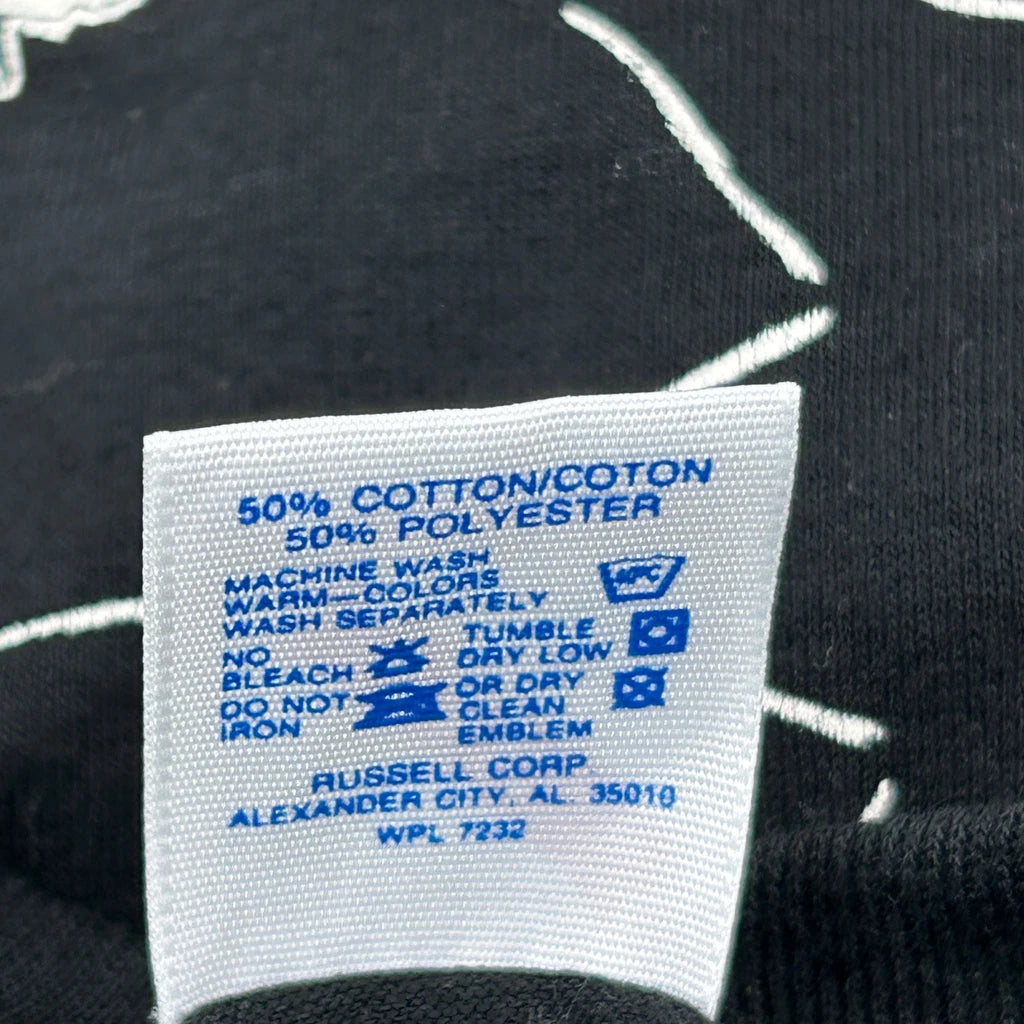 50% COTTON/COTON
50% POLYESTER
MACHINE WASH
WARM—COLORS
WASH SEPARATELY
NO
BLEACH
DO NOT
IRON
TUMBLE
DRY LOW
OR DRY
CLEAN
EMBLEM
RUSSELL CORP.
ALEXANDER CITY, AL. 35010
WPL 7232